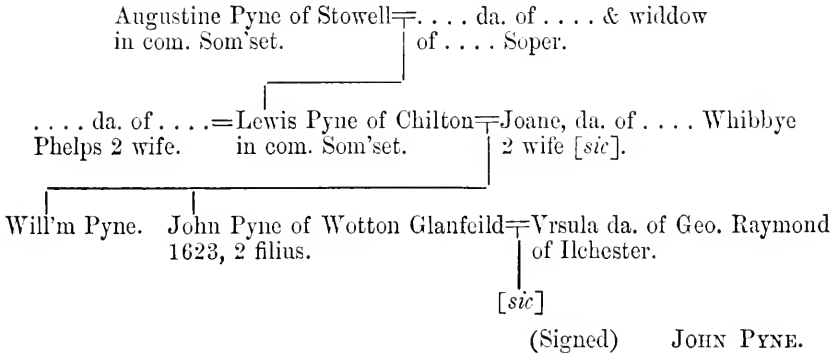 Augustine Pyne of Stowell=. . . . da. of . . . . & widdow
in com. Som'set. of . . . . Soper.
. . . . da. of . . . .=Lewis Pyne of Chilton=Joane, da. of . . . . Whibbye
Phelps 2 wife. in com. Som'set. 2 wife [sic].
Will'm Pyne. John Pyne of Wotton Glanfeild=Vrsula da. of Geo. Raymond
1623, 2 filius. of Ilchester.
[sic]
(Signed) JOHN PYNE.